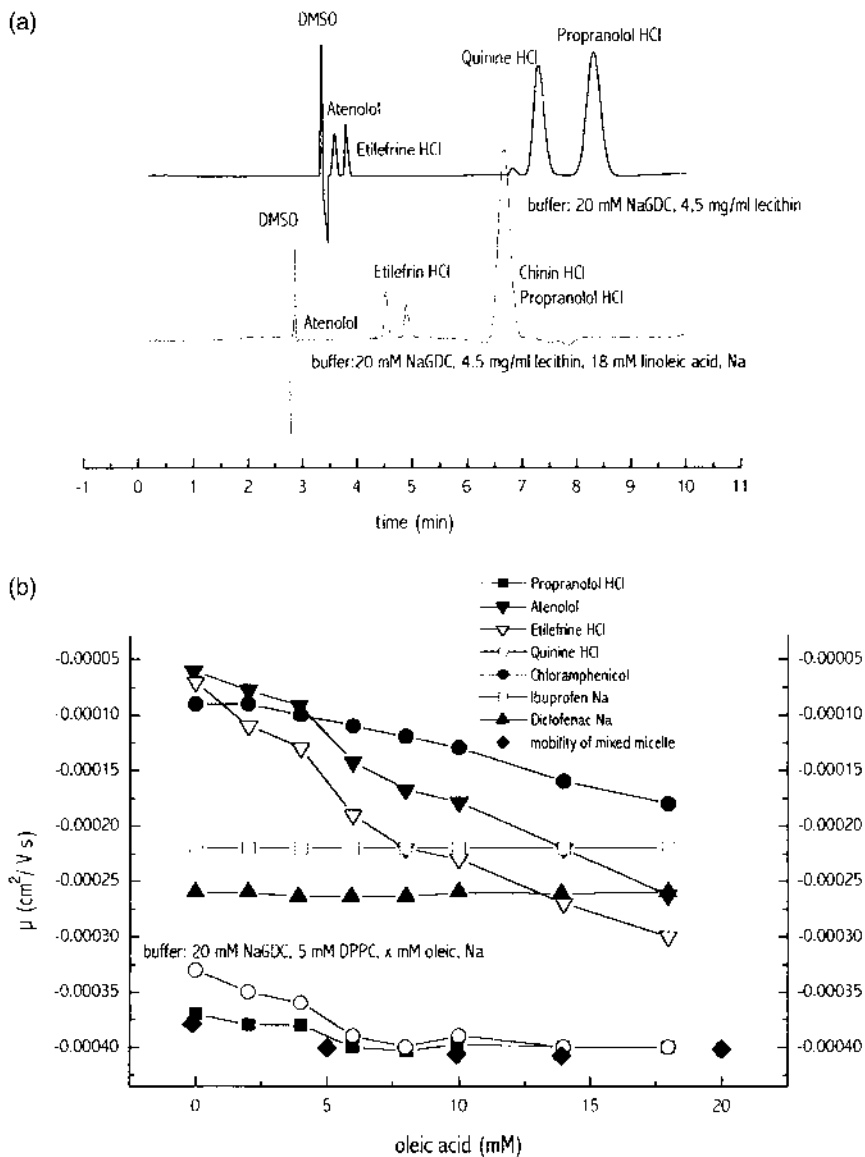 (a)
DMSO
Propranolol HCl
Quinine HCl
Atenolol
Etilefrine HCl
buffer: 20 mM NaGDC, 4,5 mg/ml lecithin
DMSO
Etilefrin HCl
Chinin HCl
Atenolol
Propranolol HCl
buffer:20 mM NaGDC, 4.5 mg/ml lecithin, 18 mM linoleic acid, Na
-1 0 1 2 3 4 5 6 7 8 9 10 11
time (min)
(b)
Propranolol HCl
Atenolol
Etilefrine HCl
Quinine HCl
Chloramphenicol
Ibuprofen Na
Diclofenac Na
mobility of mixed micelle
-0.00005 -0.00005
-0.00010 -0.00010
-0.00015 -0.00015
-0.00020 -0.00020
-0.00025 -0.00025
-0.00030 -0.00030
-0.00035 -0.00035
-0.00040 -0.00040
µ (cm²/ V s)
buffer: 20 mM NaGDC, 5 mM DPPC, x mM oleic, Na
0 5 10 15 20
oleic acid (mM)